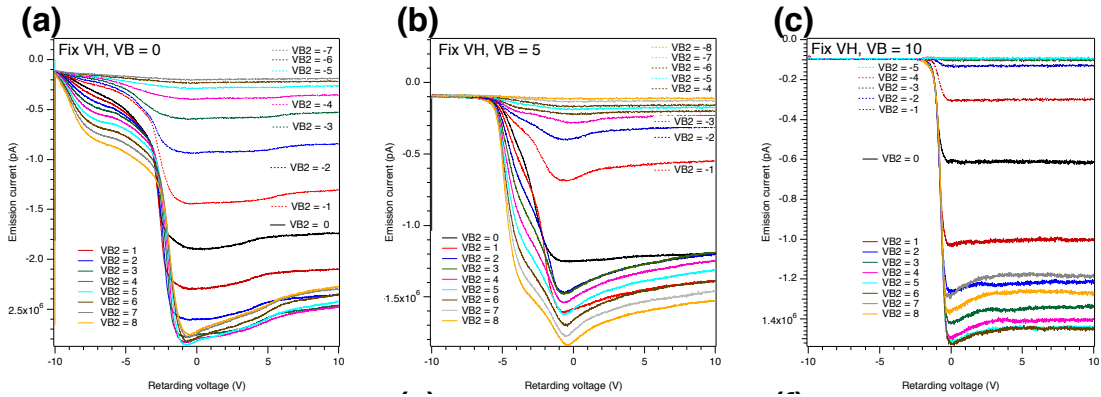 (a)
Fix VH, VB = 0
VB2 = -7
VB2 = -6
VB2 = -5
VB2 = -4
VB2 = -3
VB2 = -2
VB2 = -1
VB2 = 0
VB2 = 1
VB2 = 2
VB2 = 3
VB2 = 4
VB2 = 5
VB2 = 6
VB2 = 7
VB2 = 8
0.0
-0.5
-1.0
-1.5
-2.0
2.5x10⁶
Emission current (pA)
-10
-5
0
5
10
Retarding voltage (V)
(b)
Fix VH, VB = 5
VB2 = -8
VB2 = -7
VB2 = -6
VB2 = -5
VB2 = -4
VB2 = -3
VB2 = -2
VB2 = -1
VB2 = 0
VB2 = 1
VB2 = 2
VB2 = 3
VB2 = 4
VB2 = 5
VB2 = 6
VB2 = 7
VB2 = 8
0.0
-0.5
-1.0
-1.5x10⁶
Emission current (pA)
-10
-5
0
5
10
Retarding voltage (V)
(c)
Fix VH, VB = 10
VB2 = -5
VB2 = -4
VB2 = -3
VB2 = -2
VB2 = -1
VB2 = 0
VB2 = 1
VB2 = 2
VB2 = 3
VB2 = 4
VB2 = 5
VB2 = 6
VB2 = 7
VB2 = 8
0.0
-0.2
-0.4
-0.6
-0.8
-1.0
-1.2
1.4x10⁶
Emission current (pA)
-10
-5
0
5
10
Retarding voltage (V)